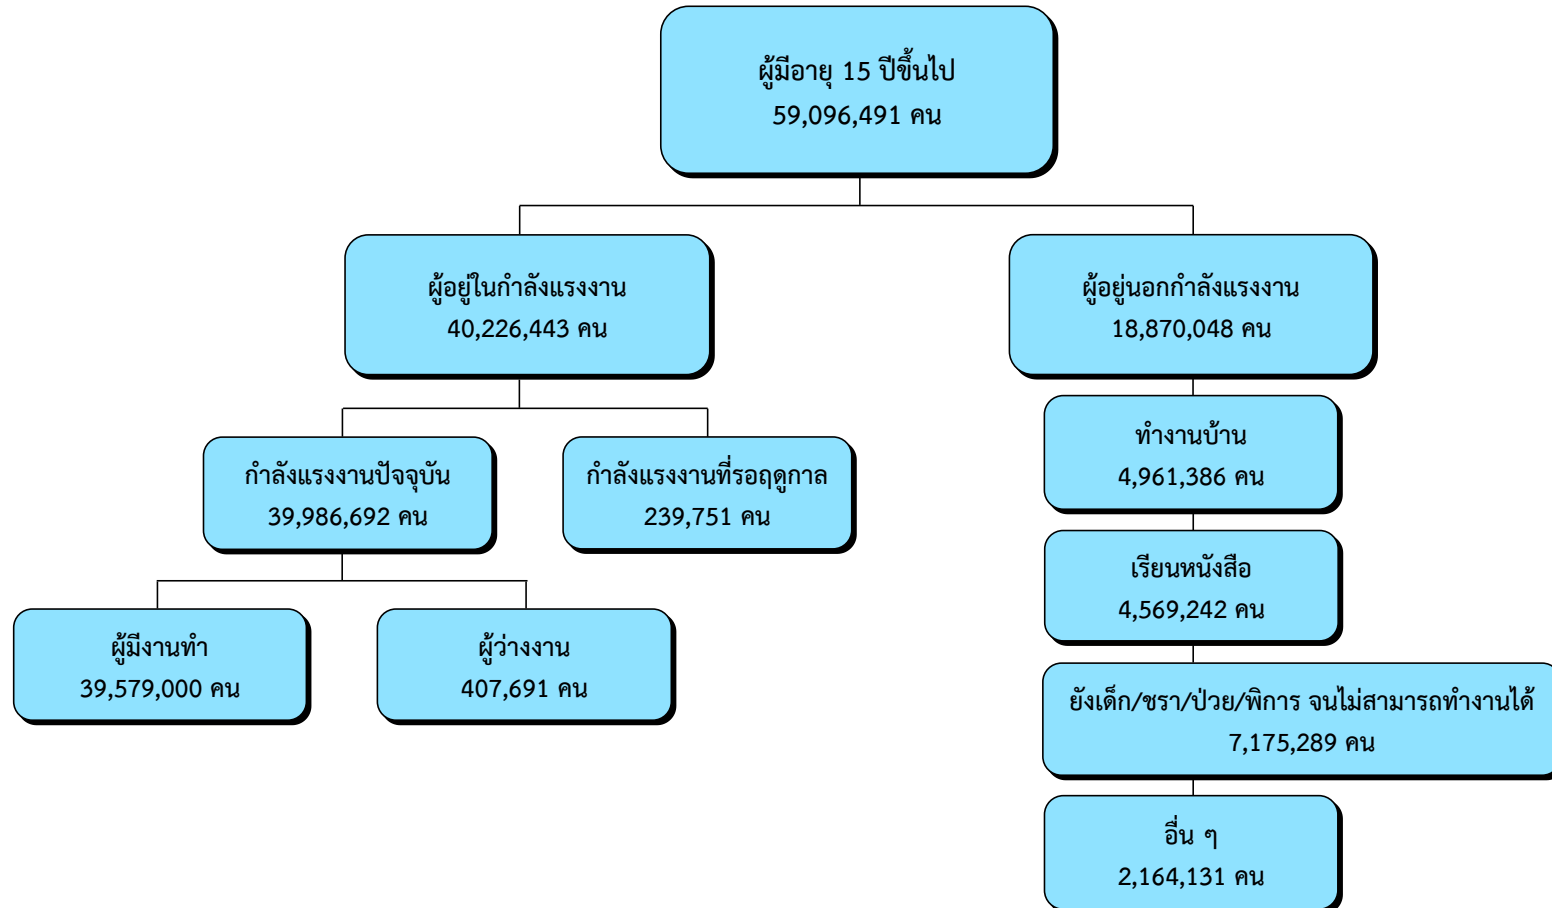 ผู้มีอายุ 15 ปีขึ้นไป
59,096,491 คน
ผู้อยู่ในกำลังแรงงาน
40,226,443 คน
ผู้อยู่นอกกำลังแรงงาน
18,870,048 คน
กำลังแรงงานปัจจุบัน
39,986,692 คน
กำลังแรงงานที่รอฤดูกาล
239,751 คน
ผู้มีงานทำ
39,579,000 คน
ผู้ว่างงาน
407,691 คน
ทำงานบ้าน
4,961,386 คน
เรียนหนังสือ
4,569,242 คน
ยังเด็ก/ชรา/ป่วย/พิการ จนไม่สามารถทำงานได้
7,175,289 คน
อื่น ๆ
2,164,131 คน